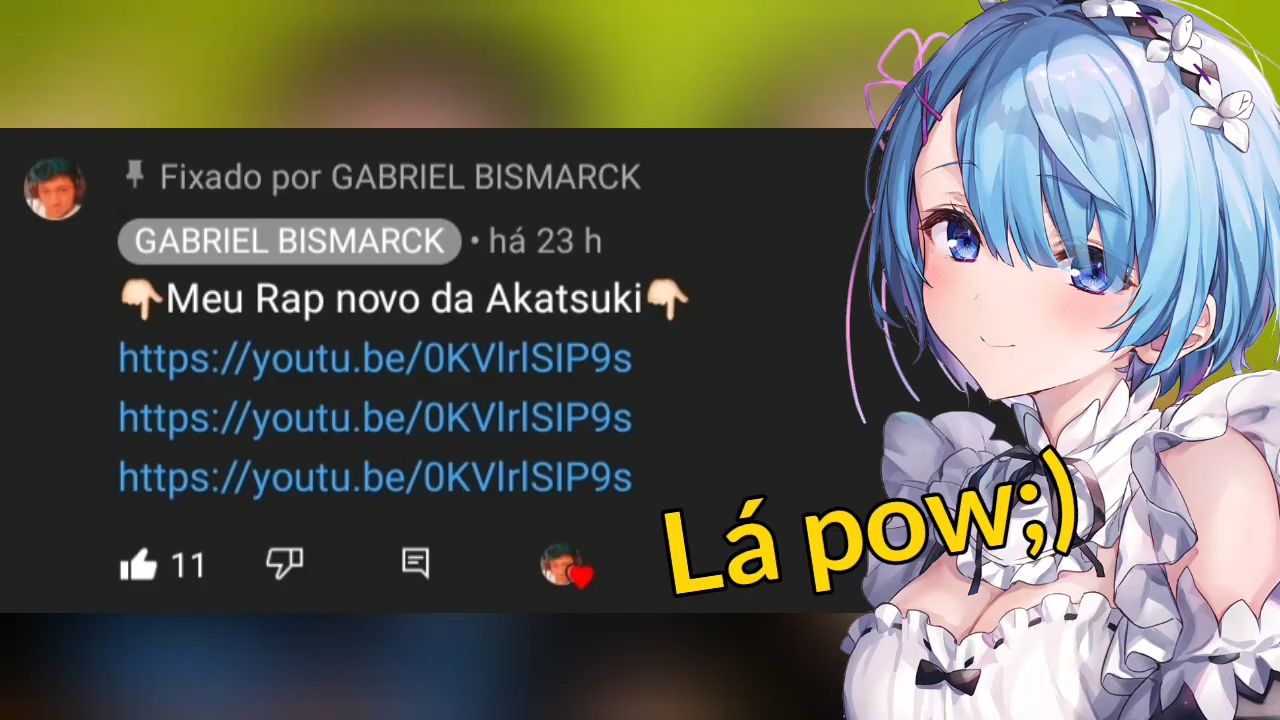 Fixado por GABRIEL BISMARCK
GABRIEL BISMARCK • há 23 h
👇🏻Meu Rap novo da Akatsuki👇🏻
https://youtu.be/0KVlrlSIP9s
https://youtu.be/0KVlrlSIP9s
https://youtu.be/0KVlrlSIP9s
11
Lá pow;)